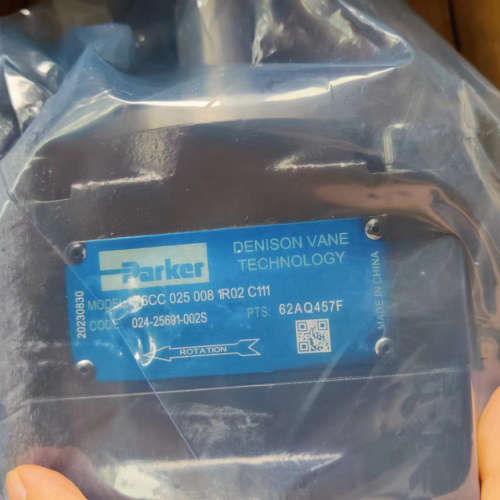 Parker
DENISON VANE
TECHNOLOGY
MODEL T6CC 025 008 1R02 C111
CODE: 024-25691-002S
PTS: 62AQ457F
ROTATION
20230830
MADE IN CHINA